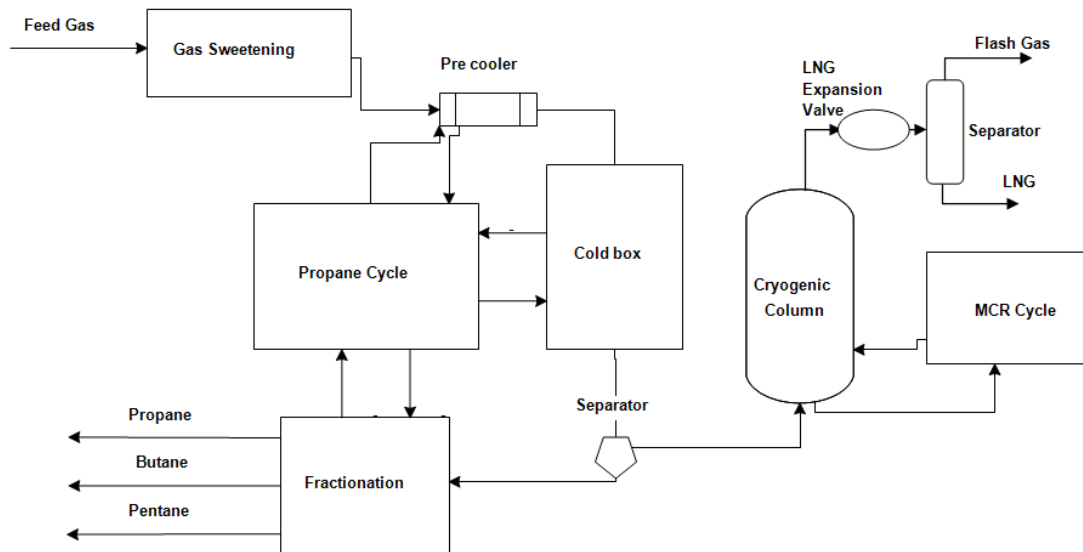 Feed Gas
Gas Sweetening
Pre cooler
LNG
Expansion
Valve
Flash Gas
Separator
LNG
Propane Cycle
Cold box
Cryogenic
Column
MCR Cycle
Separator
Propane
Butane
Pentane
Fractionation